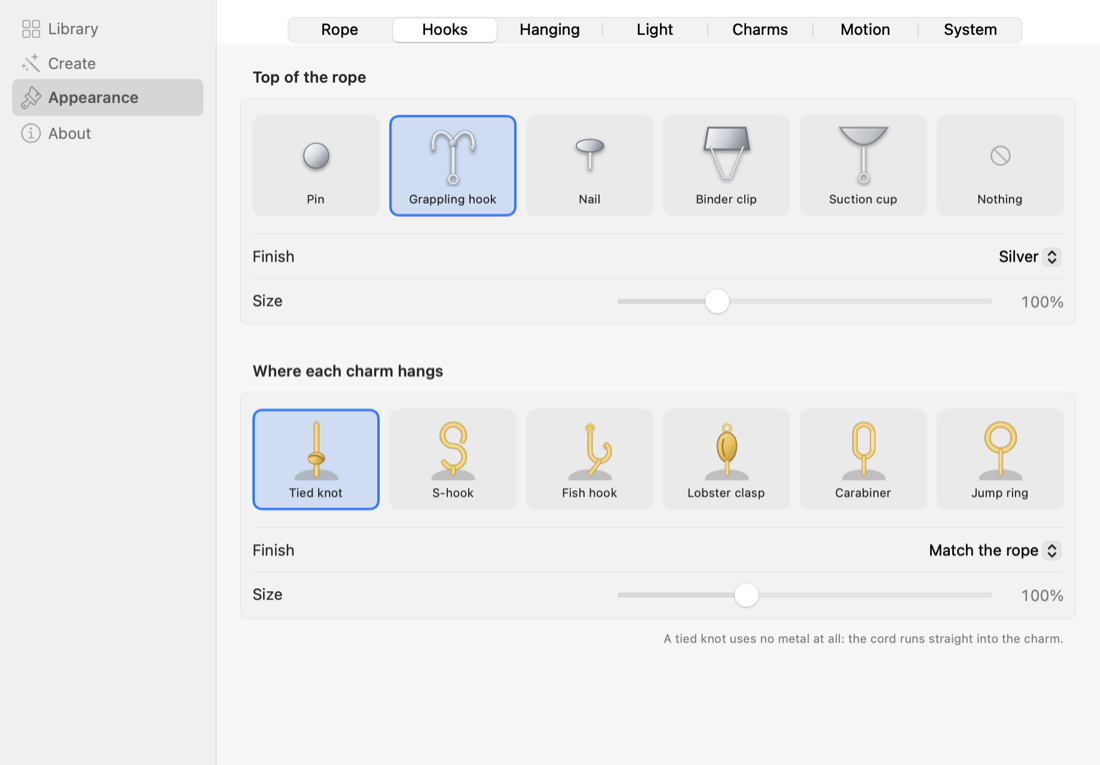 Library
Create
Appearance
About
Rope
Hooks
Hanging
Light
Charms
Motion
System
Top of the rope
Pin
Grappling hook
Nail
Binder clip
Suction cup
Nothing
Finish
Silver
Size
100%
Where each charm hangs
Tied knot
S-hook
Fish hook
Lobster clasp
Carabiner
Jump ring
Finish
Match the rope
Size
100%
A tied knot uses no metal at all: the cord runs straight into the charm.